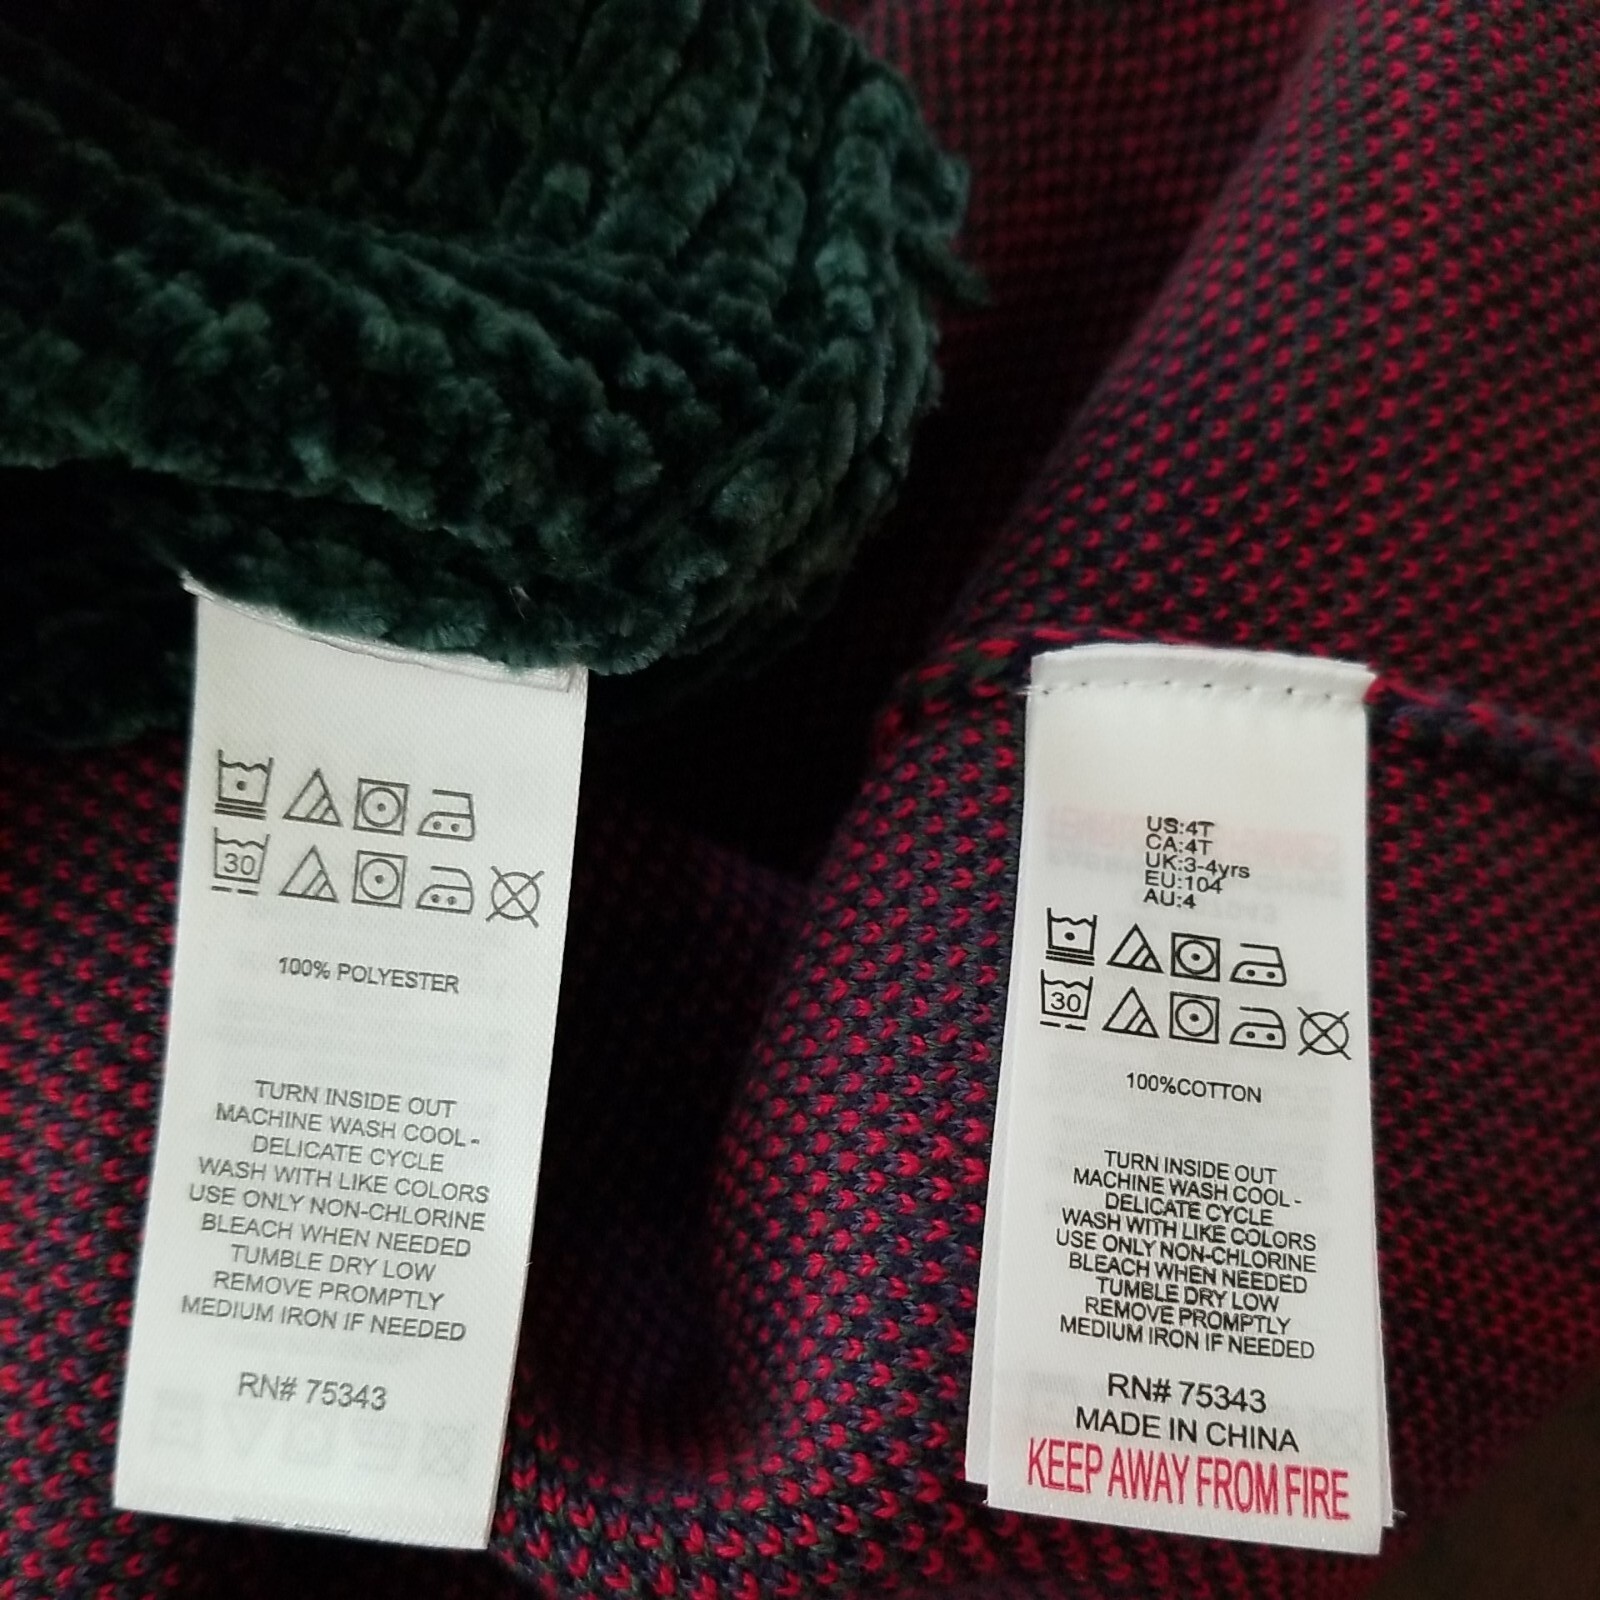 30
100% POLYESTER
TURN INSIDE OUT
MACHINE WASH COOL-
DELICATE CYCLE
WASH WITH LIKE COLORS
USE ONLY NON-CHLORINE
BLEACH WHEN NEEDED
TUMBLE DRY LOW
REMOVE PROMPTLY
MEDIUM IRON IF NEEDED
RN# 75343
US:4T
CA:4T
UK:3-4yrs
EU:104
AU:4
30
100%COTTON
TURN INSIDE OUT
MACHINE WASH COOL-
DELICATE CYCLE
WASH WITH LIKE COLORS
USE ONLY NON-CHLORINE
BLEACH WHEN NEEDED
TUMBLE DRY LOW
REMOVE PROMPTLY
MEDIUM IRON IF NEEDED
RN# 75343
MADE IN CHINA
KEEP AWAY FROM FIRE